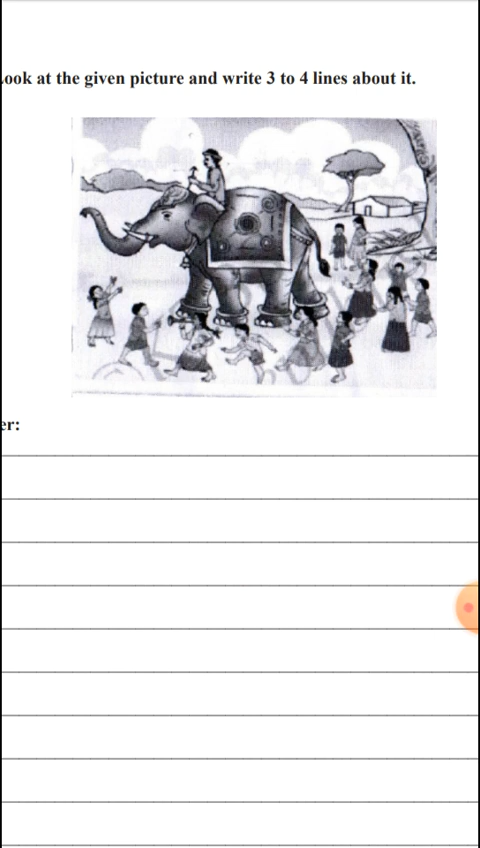 ook at the given picture and write 3 to 4 lines about it.
er: